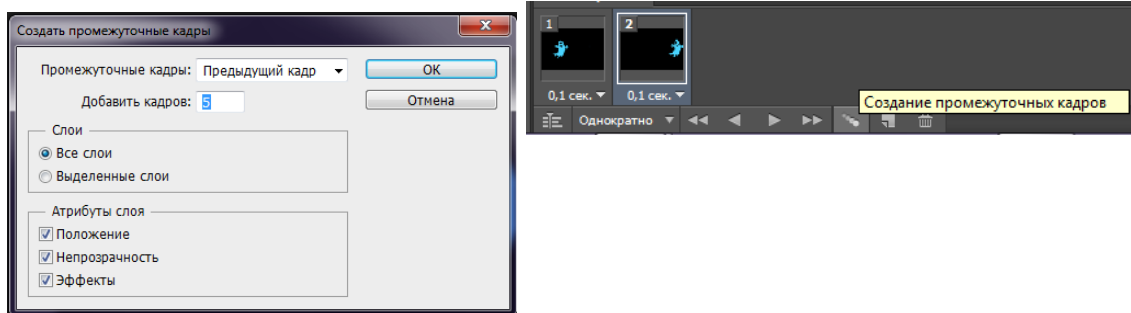 Создать промежуточные кадры
Промежуточные кадры: Предыдущий кадр
OK
Добавить кадров: 5
Отмена
Слои
Все слои
Выделенные слои
Атрибуты слоя
Положение
Непрозрачность
Эффекты
1 2
0,1 сек. 0,1 сек.
Создание промежуточных кадров
Однократно